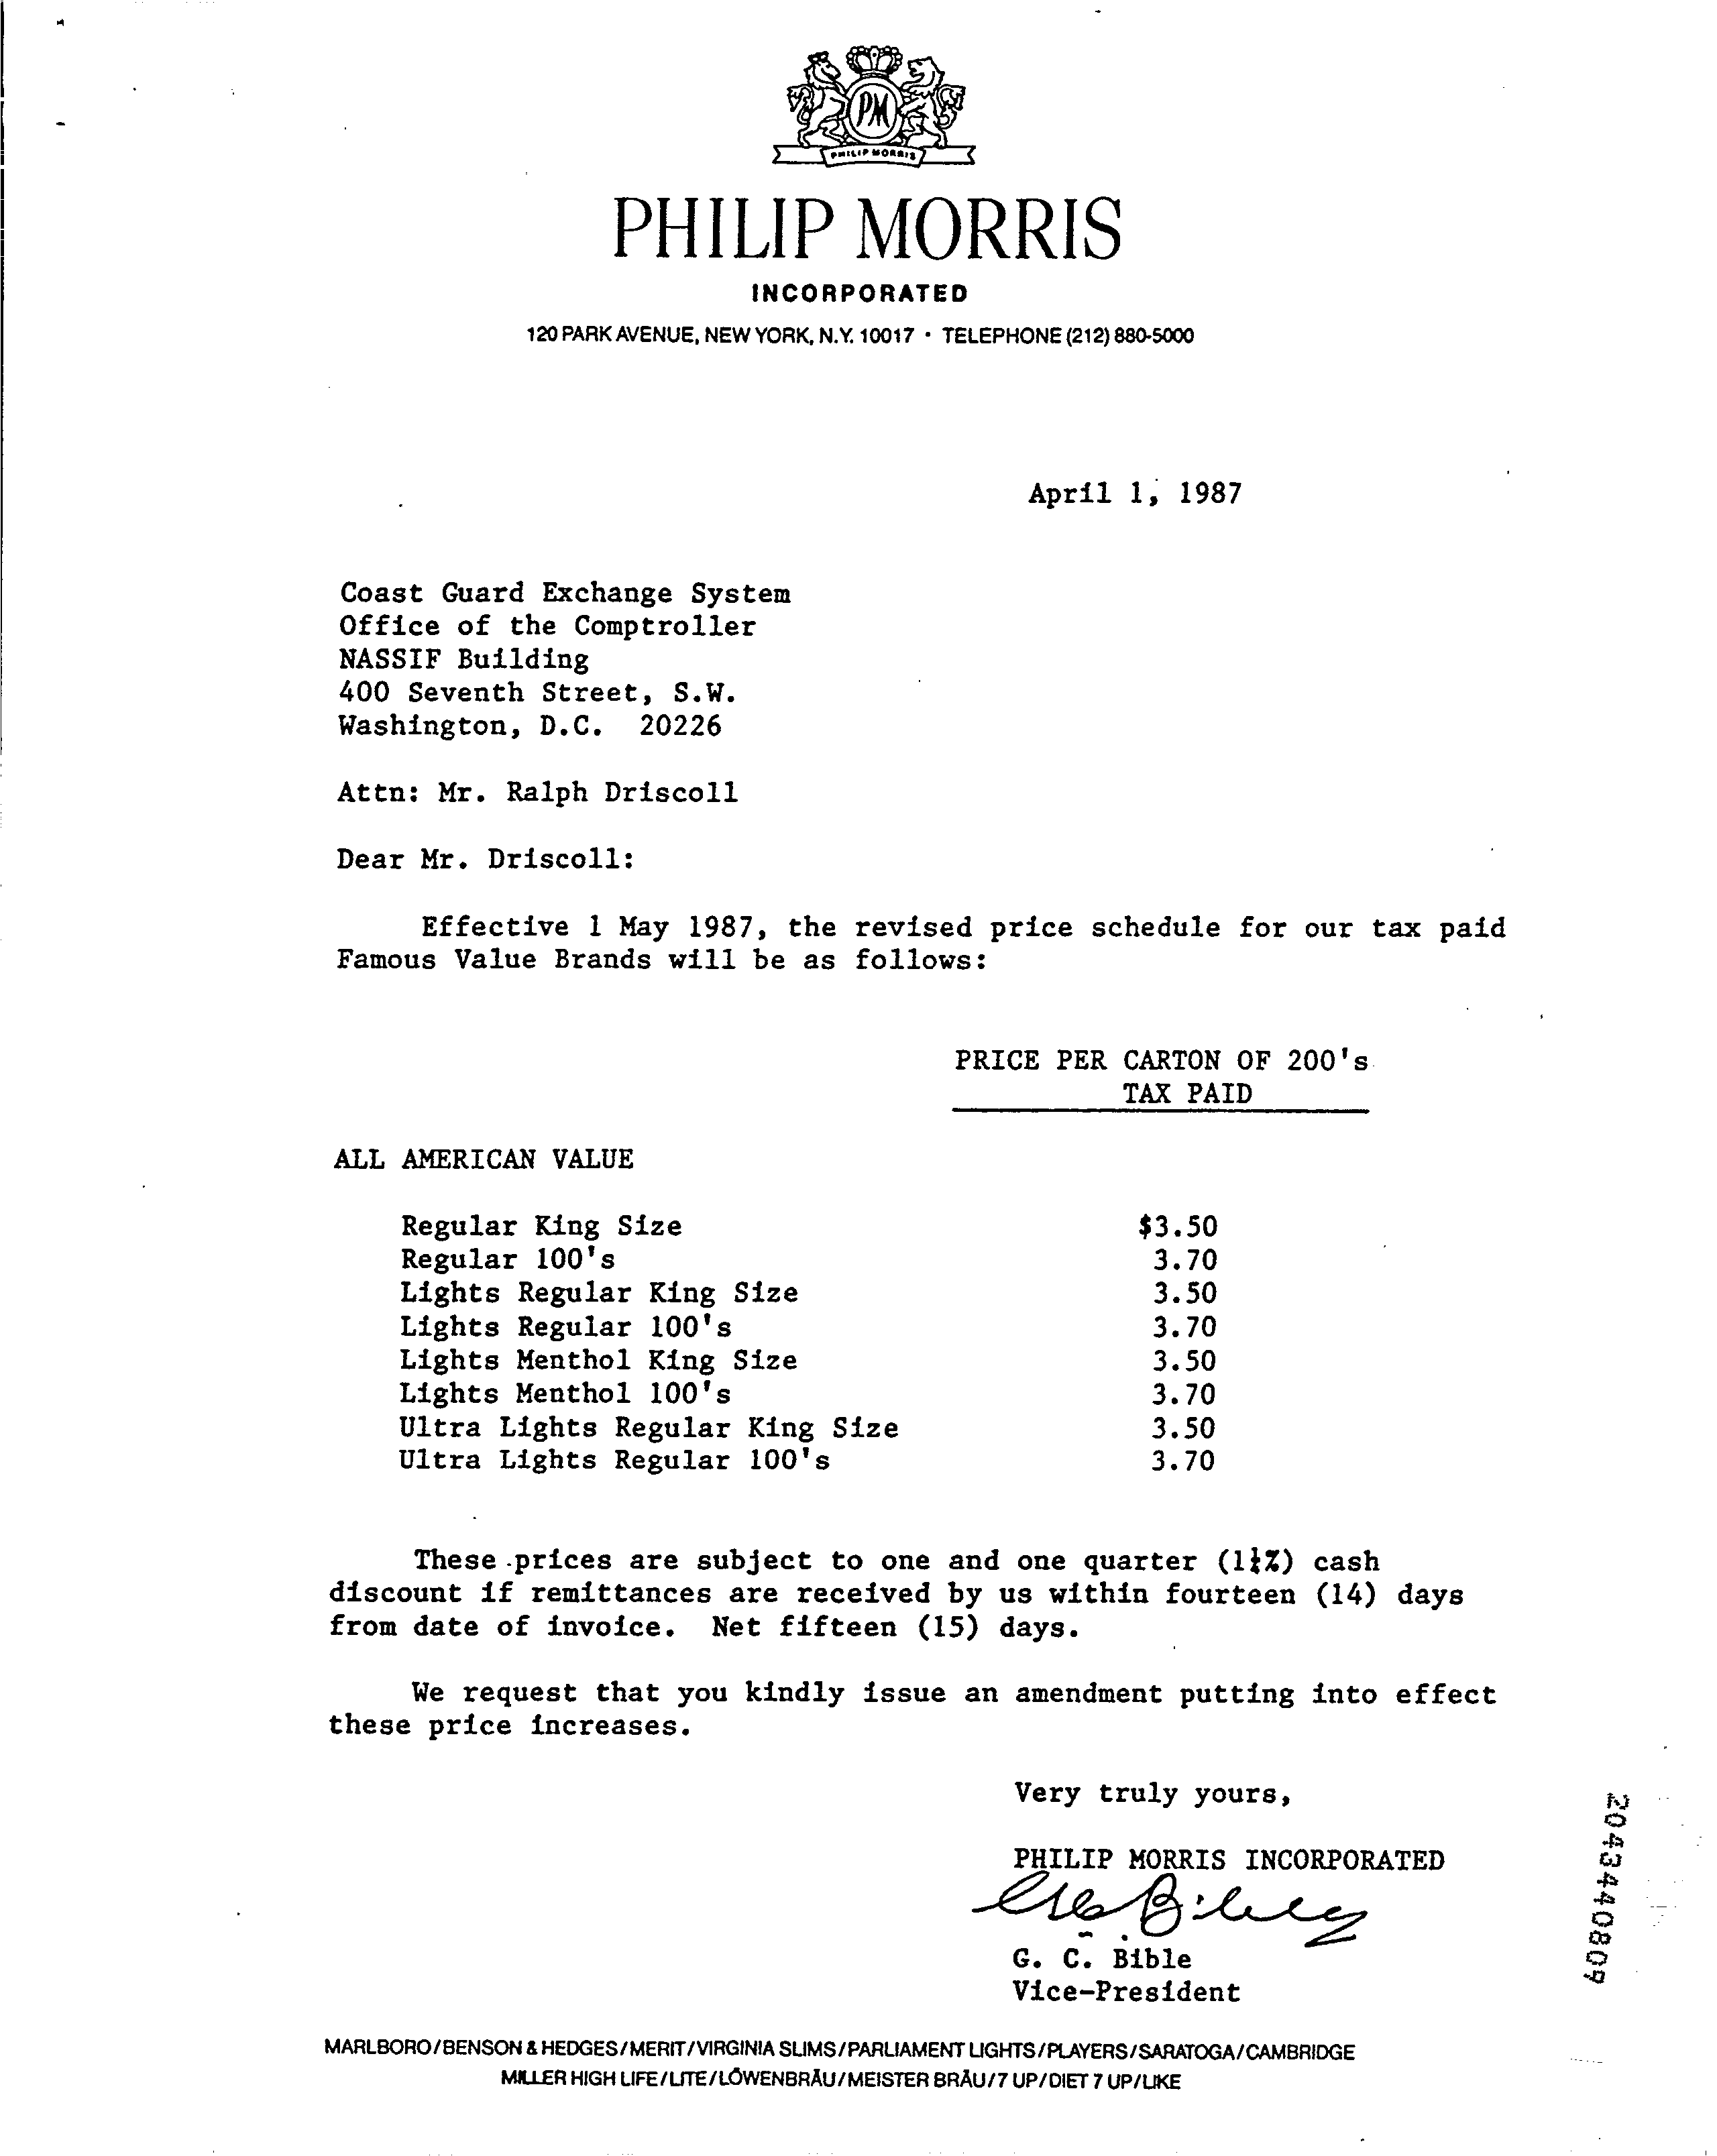 PM
PHILIP MORRIS
PHILIP MORRIS
INCORPORATED
120 PARK AVENUE, NEW YORK, N.Y. 10017 • TELEPHONE (212) 880-5000
April 1, 1987
Coast Guard Exchange System
Office of the Comptroller
NASSIF Building
400 Seventh Street, S.W.
Washington, D.C. 20226
Attn: Mr. Ralph Driscoll
Dear Mr. Driscoll:
Effective 1 May 1987, the revised price schedule for our tax paid
Famous Value Brands will be as follows:
PRICE PER CARTON OF 200's
TAX PAID
ALL AMERICAN VALUE
Regular King Size $3.50
Regular 100's 3.70
Lights Regular King Size 3.50
Lights Regular 100's 3.70
Lights Menthol King Size 3.50
Lights Menthol 100's 3.70
Ultra Lights Regular King Size 3.50
Ultra Lights Regular 100's 3.70
These prices are subject to one and one quarter (1¼%) cash
discount if remittances are received by us within fourteen (14) days
from date of invoice. Net fifteen (15) days.
We request that you kindly issue an amendment putting into effect
these price increases.
Very truly yours,
PHILIP MORRIS INCORPORATED
G. C. Bible
Vice-President
2043440809
MARLBORO/BENSON & HEDGES/MERIT/VIRGINIA SLIMS/PARLIAMENT LIGHTS/PLAYERS/SARATOGA/CAMBRIDGE
MILLER HIGH LIFE/LITE/LÖWENBRÄU/MEISTER BRÄU/7 UP/DIET 7 UP/LIKE